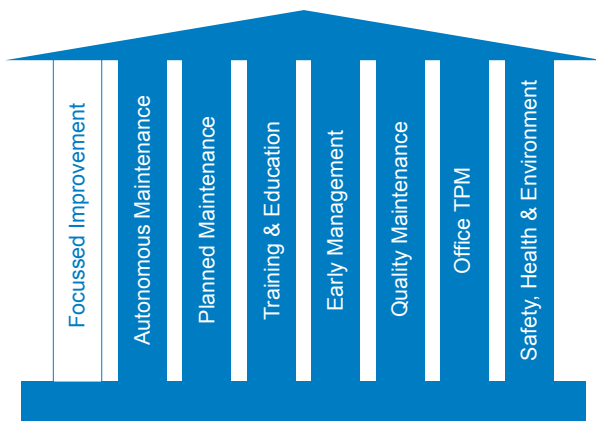 Focussed Improvement
Autonomous Maintenance
Planned Maintenance
Training & Education
Early Management
Quality Maintenance
Office TPM
Safety, Health & Environment